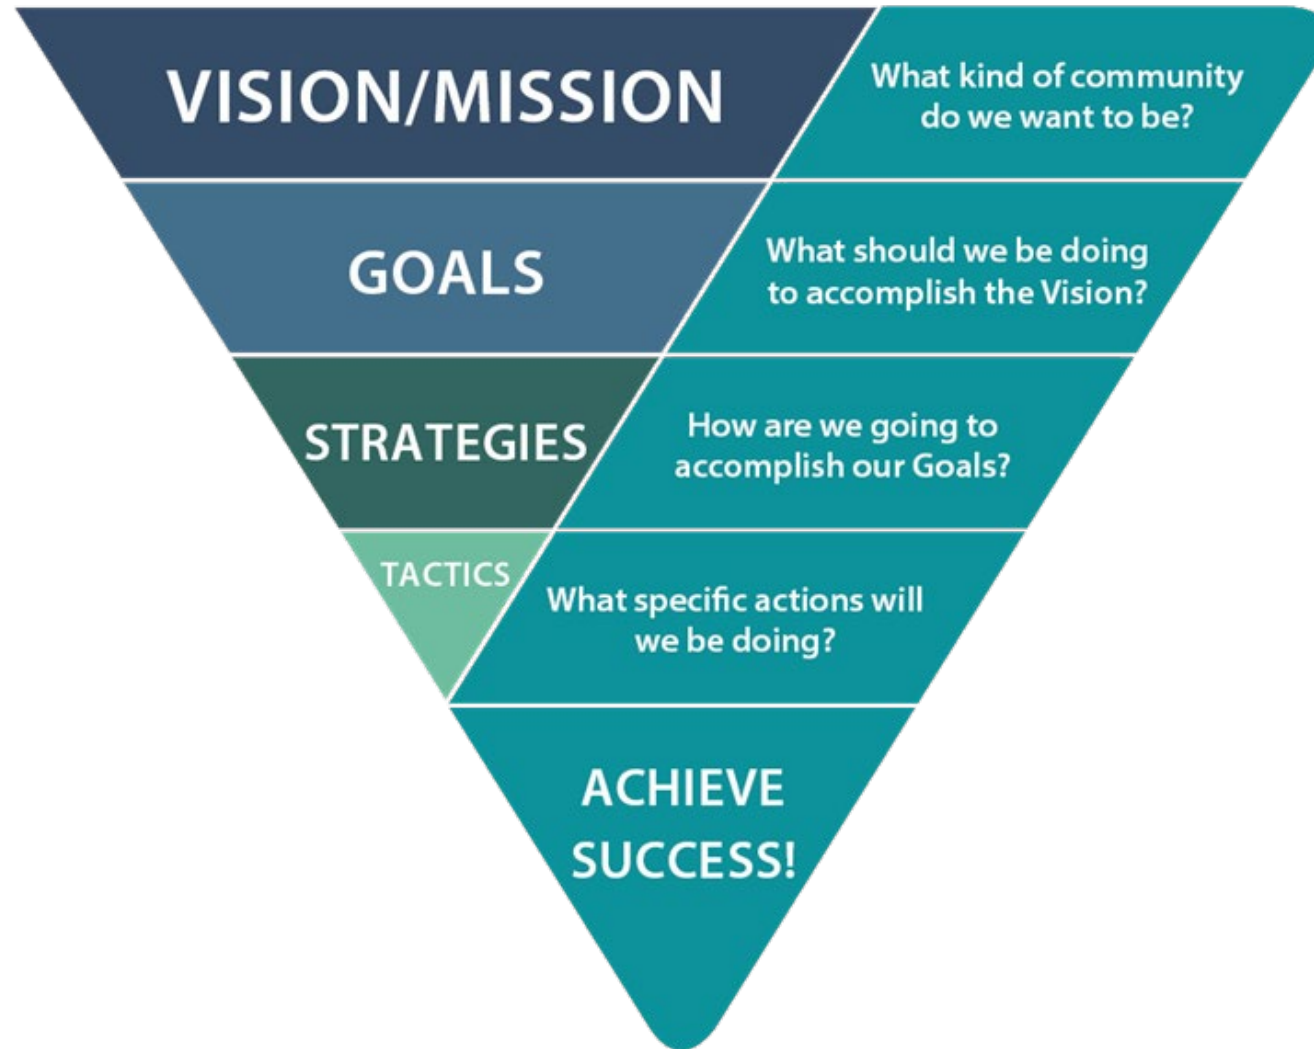 VISION/MISSION
What kind of community
do we want to be?
GOALS
What should we be doing
to accomplish the Vision?
STRATEGIES
How are we going to
accomplish our Goals?
TACTICS
What specific actions will
we be doing?
ACHIEVE
SUCCESS!